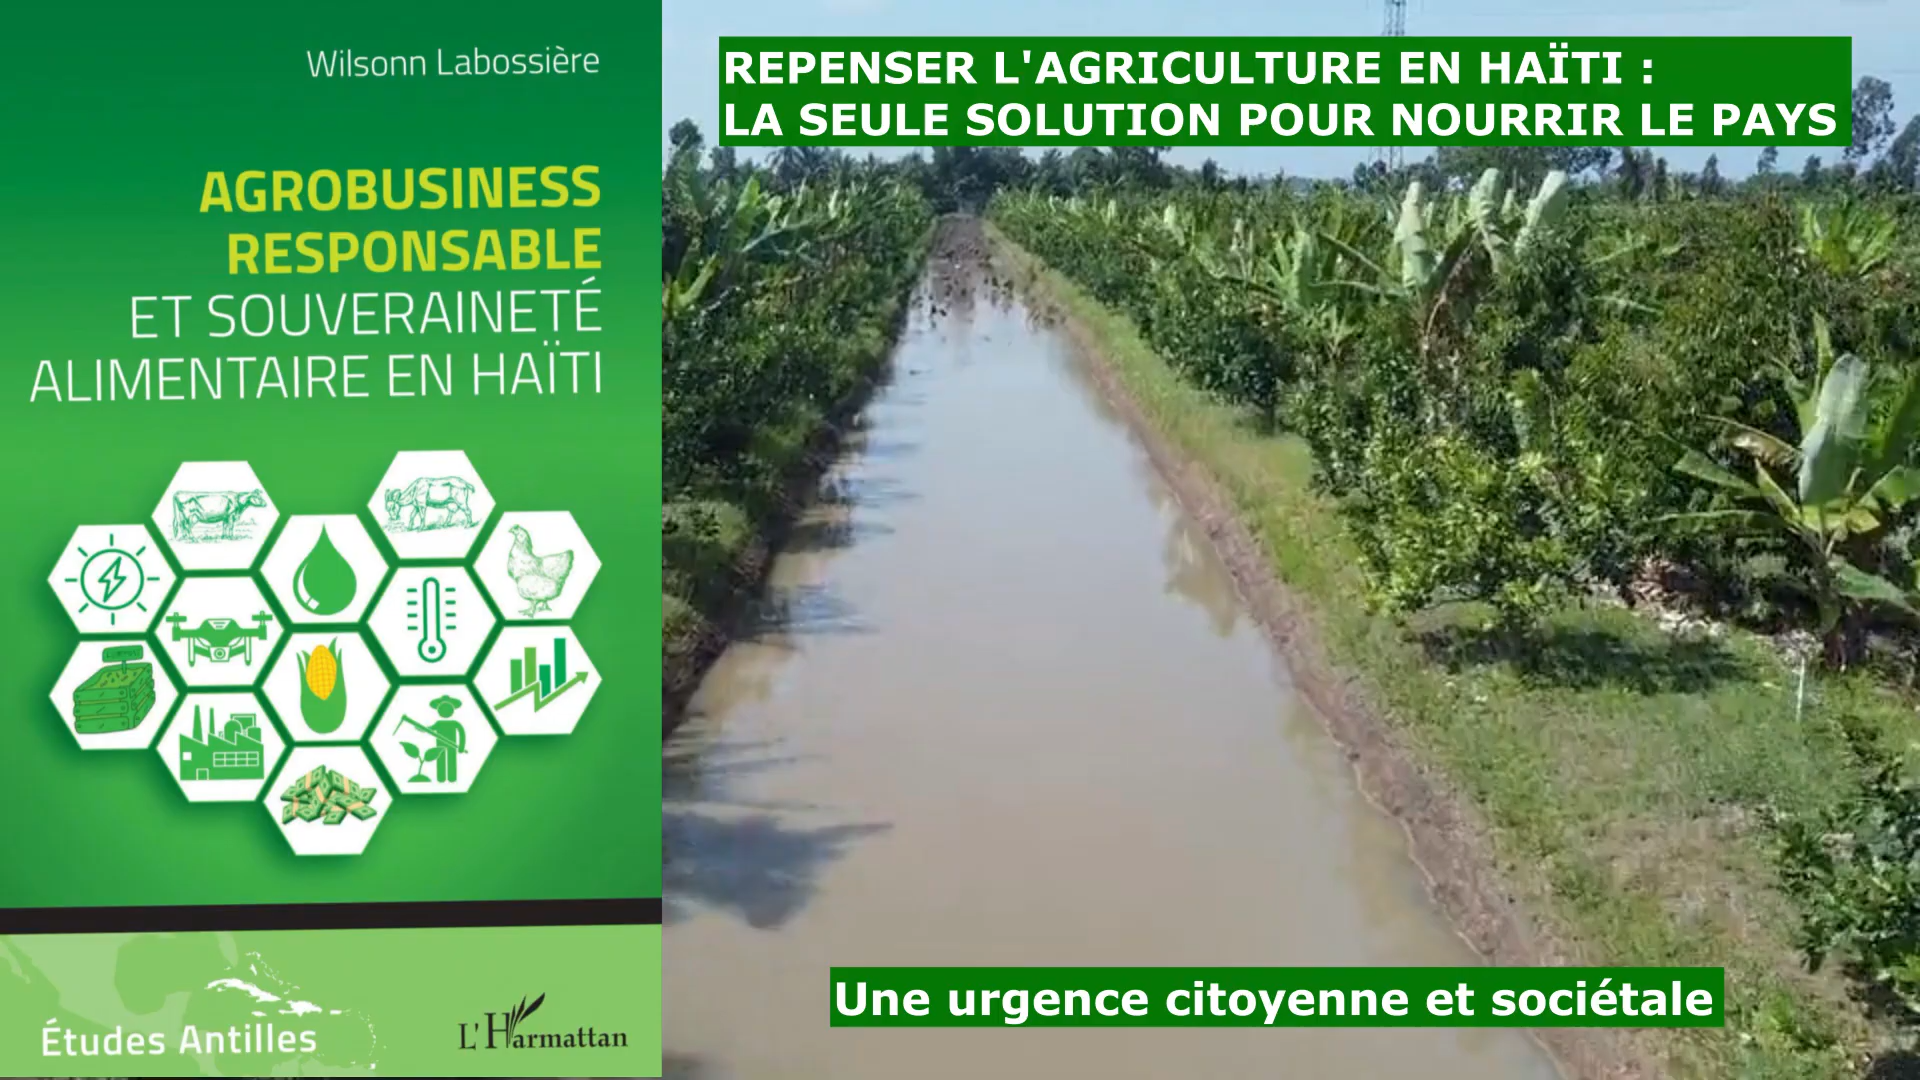 Wilsonn Labossière
AGROBUSINESS
RESPONSABLE
ET SOUVERAINETÉ
ALIMENTAIRE EN HAÏTI
Études Antilles
L'Harmattan
REPENSER L'AGRICULTURE EN HAÏTI :
LA SEULE SOLUTION POUR NOURRIR LE PAYS
Une urgence citoyenne et sociétale